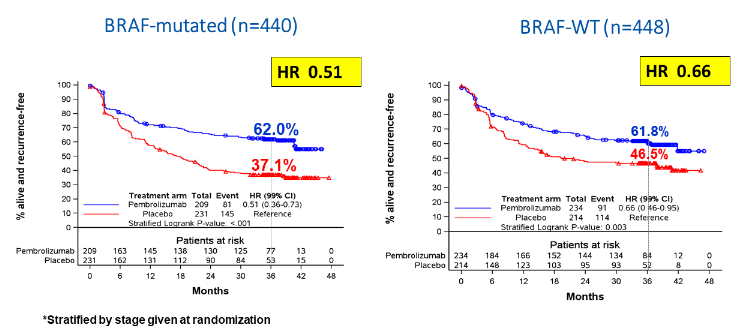 BRAF-mutated (n=440)
HR 0.51
% alive and recurrence-free
100
90
80
70
60
50
40
30
20
10
0
62.0%
37.1%
Treatment arm Total Event HR (99% CI)
Pembrolizumab 209 81 0.51 (0.36-0.73)
Placebo 231 145 Reference
Stratified Logrank P-value: <.001
Patients at risk
Pembrolizumab 209 163 145 138 130 125 77 13 0
Placebo 231 162 131 112 90 84 53 15 0
0 6 12 18 24 30 36 42 48
Months
BRAF-WT (n=448)
HR 0.66
% alive and recurrence-free
100
90
80
70
60
50
40
30
20
10
0
61.8%
46.5%
Treatment arm Total Event HR (99% CI)
Pembrolizumab 234 91 0.66 (0.46-0.95)
Placebo 214 114 Reference
Stratified Logrank P-value: 0.003
Patients at risk
Pembrolizumab 234 184 166 152 144 134 84 12 0
Placebo 214 148 123 103 95 93 52 8 0
0 6 12 18 24 30 36 42 48
Months
*Stratified by stage given at randomization